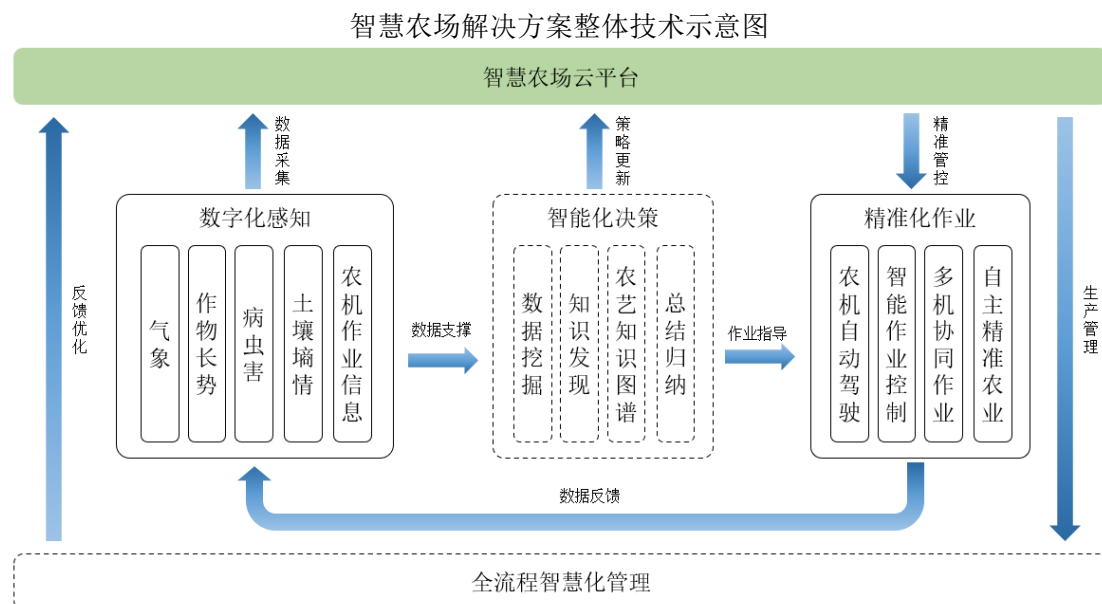 智慧农场解决方案整体技术示意图
智慧农场云平台
数据采集
策略更新
精准管控
数字化感知
智能化决策
精准化作业
反馈优化
气象
作物长势
病虫害
土壤墒情
农机作业信息
数据支撑
数据挖掘
知识发现
农艺知识图谱
总结归纳
作业指导
农机自动驾驶
智能作业控制
多机协同作业
自主精准农业
生产管理
数据反馈
全流程智慧化管理